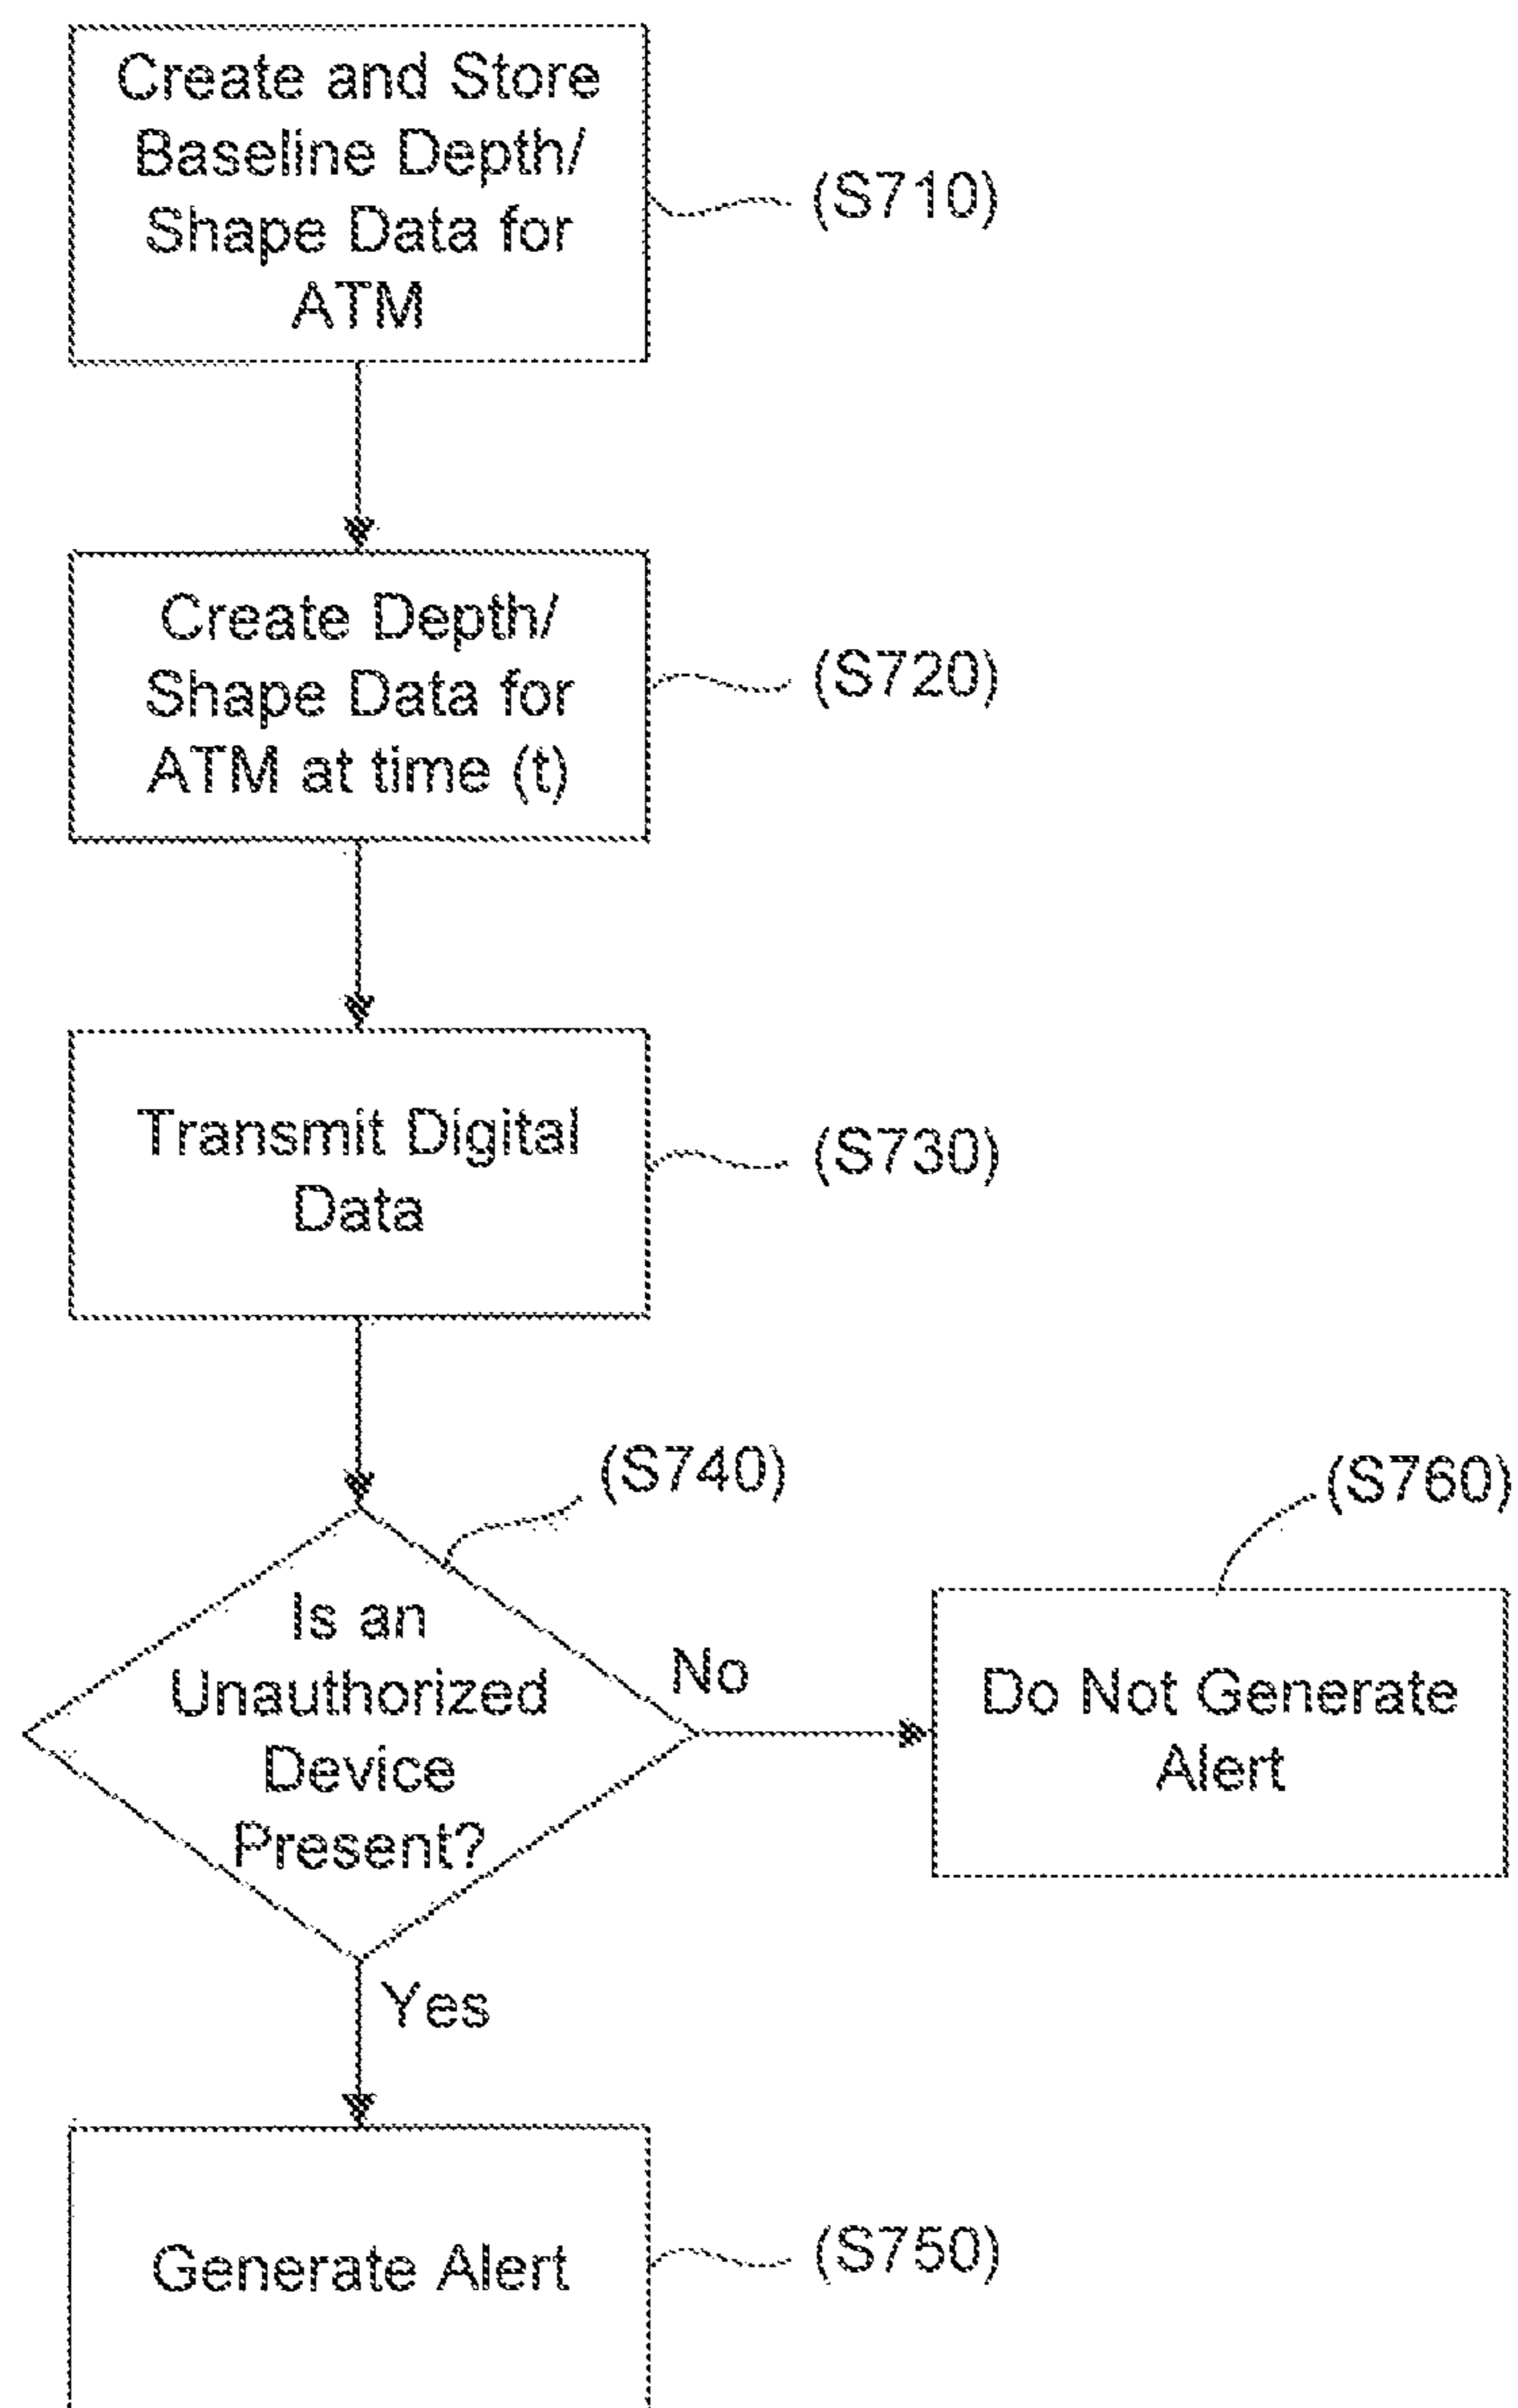 Create and Store
Baseline Depth/
Shape Data for
ATM
(S710)
Create Depth/
Shape Data for
ATM at time (t)
(S720)
Transmit Digital
Data
(S730)
(S740)
(S760)
Is an
Unauthorized
Device
Present?
No
Do Not Generate
Alert
Yes
Generate Alert
(S750)